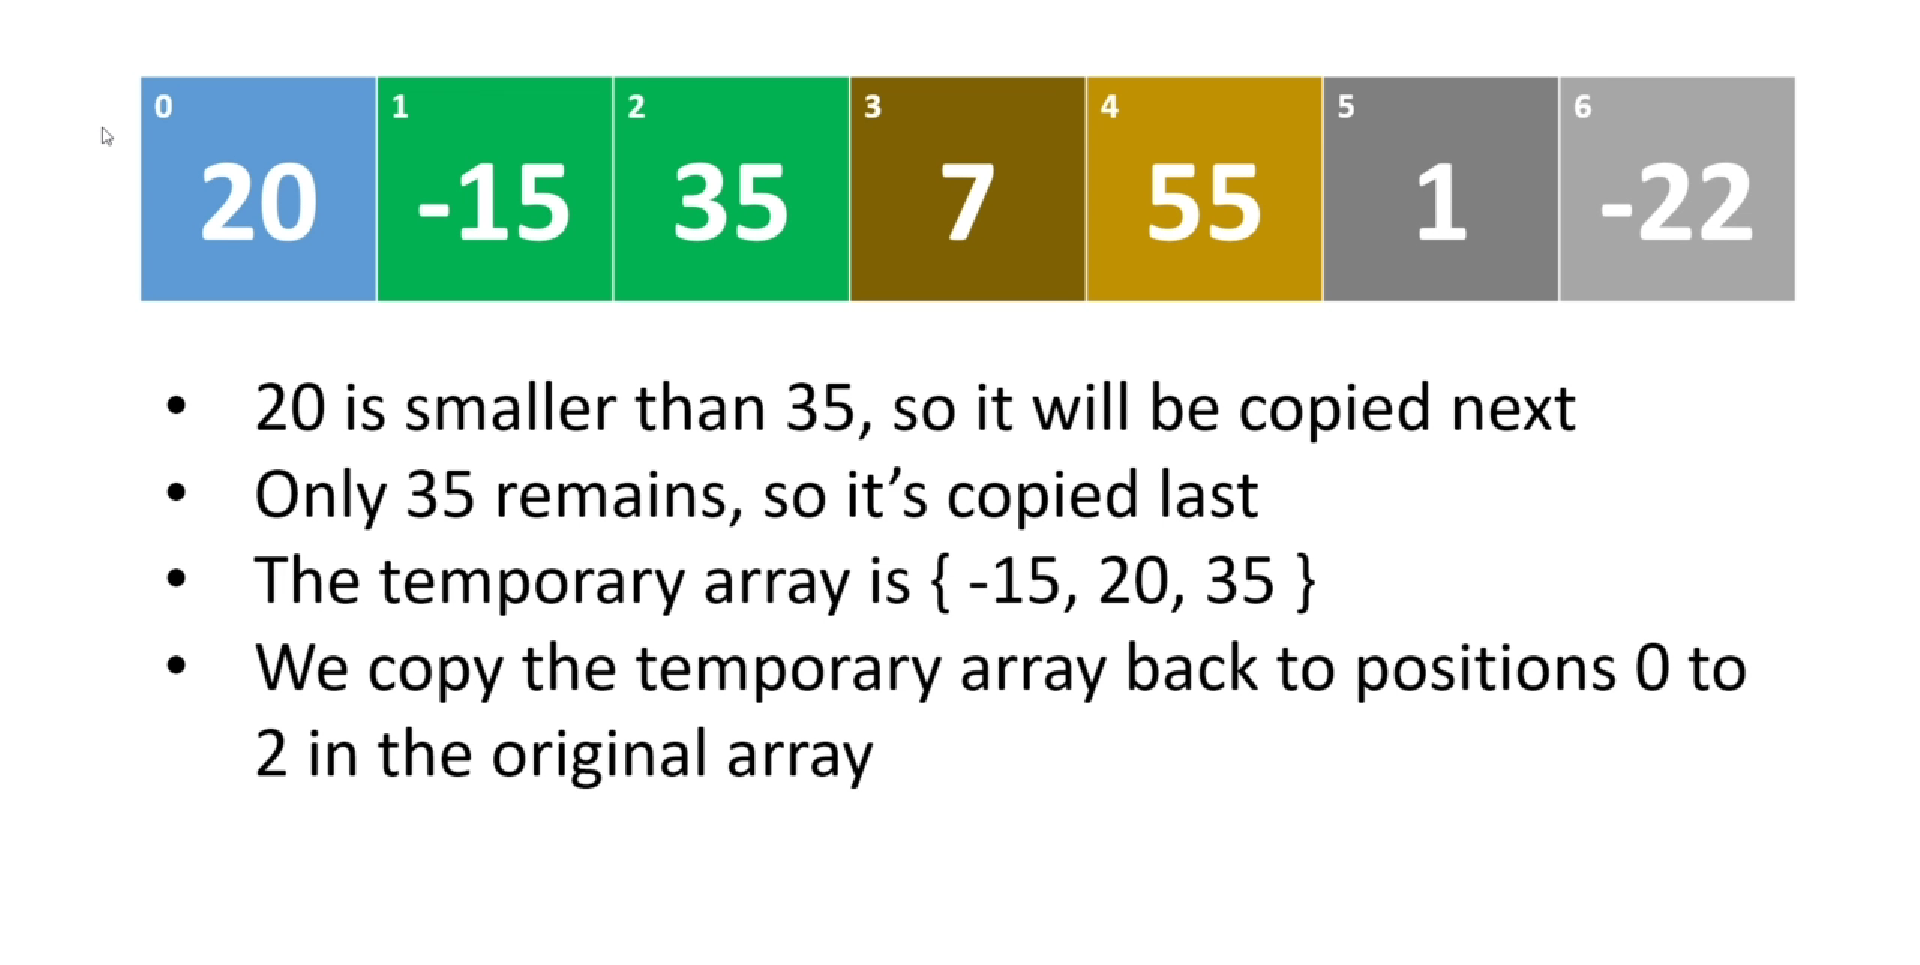 0 1 2 3 4 5 6
20 -15 35 7 55 1 -22
• 20 is smaller than 35, so it will be copied next
• Only 35 remains, so it’s copied last
• The temporary array is { -15, 20, 35 }
• We copy the temporary array back to positions 0 to
2 in the original array